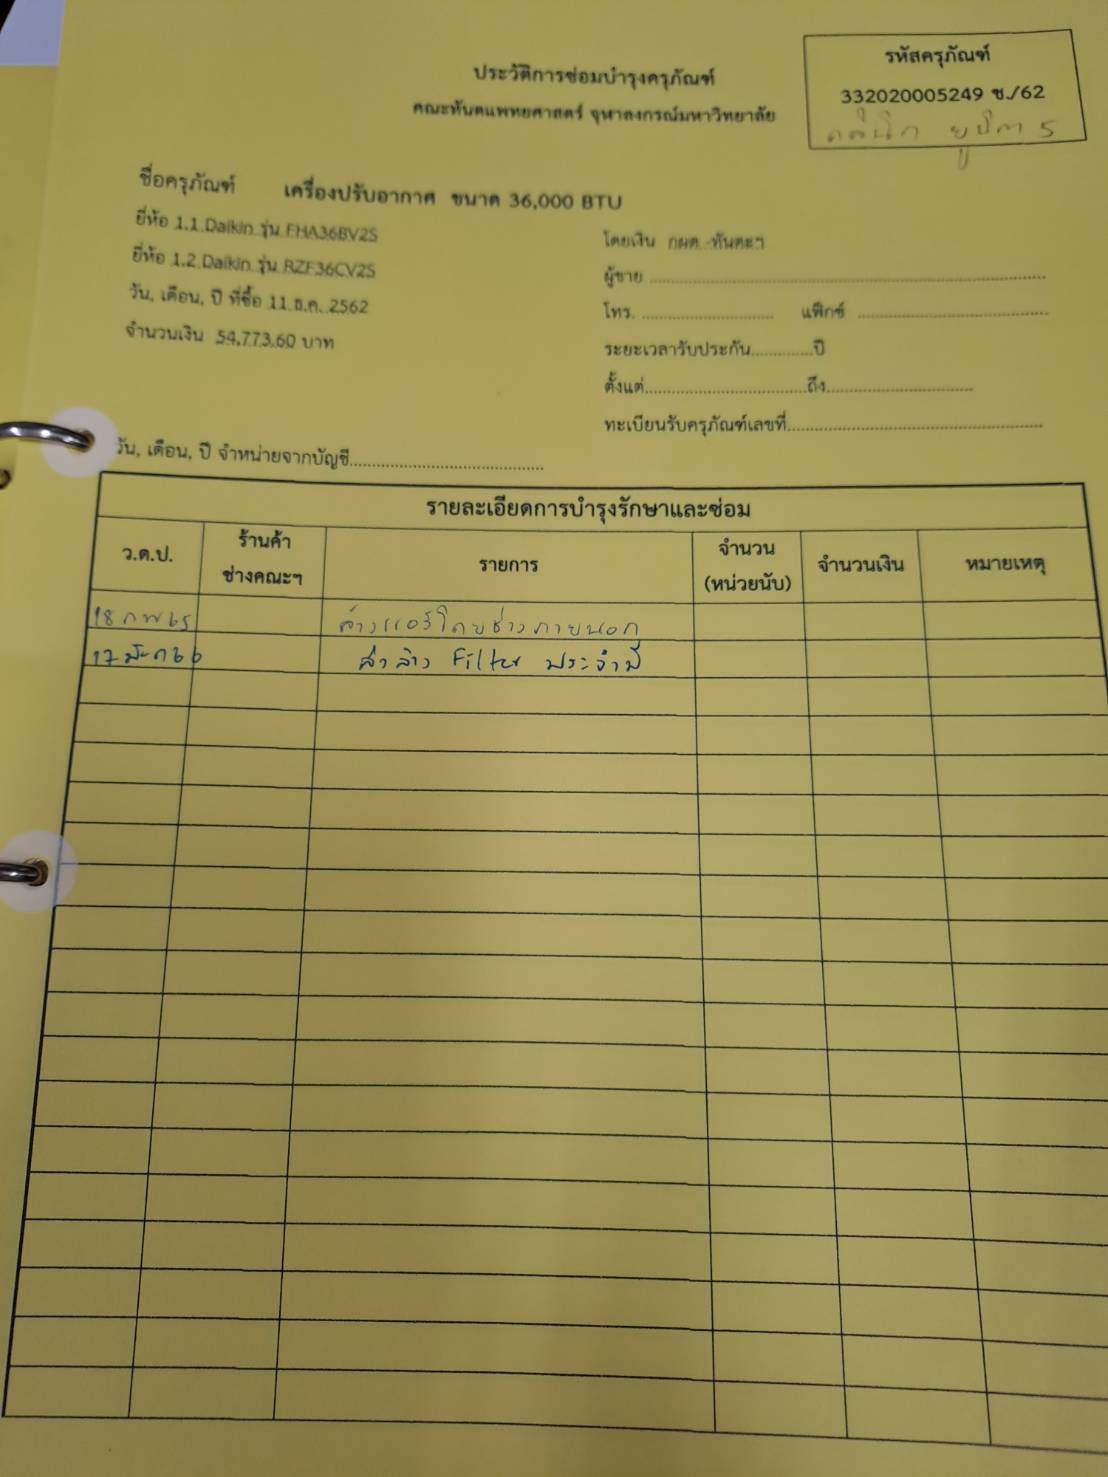 รหัสครุภัณฑ์
332020005249 ช./62
คลีนิก ยูนิต 5
ประวัติการซ่อมบำรุงครุภัณฑ์
คณะทันตแพทยศาสตร์ จุฬาลงกรณ์มหาวิทยาลัย
ชื่อครุภัณฑ์ เครื่องปรับอากาศ ขนาด 36,000 BTU
ยี่ห้อ 1.1.Daikin รุ่น FHA36BV2S
ยี่ห้อ 1.2.Daikin รุ่น RZF36CV2S
วัน, เดือน, ปี ที่ซื้อ 11 ธ.ค. 2562
จำนวนเงิน 54,773.60 บาท
โดยเงิน กผต. ทันตะฯ
ผู้ขาย
โทร. แฟ็กซ์
ระยะเวลารับประกัน..............ปี
ตั้งแต่..............ถึง..............
ทะเบียนรับครุภัณฑ์เลขที่
วัน, เดือน, ปี จำหน่ายจากบัญชี
รายละเอียดการบำรุงรักษาและซ่อม
ว.ด.ป. ร้านค้า ช่างคณะฯ รายการ จำนวน (หน่วยนับ) จำนวนเงิน หมายเหตุ
18 กพ 65 ล้างแอร์โดยช่างภายนอก
17 มีค 66 ล้าง Filter ประจำปี